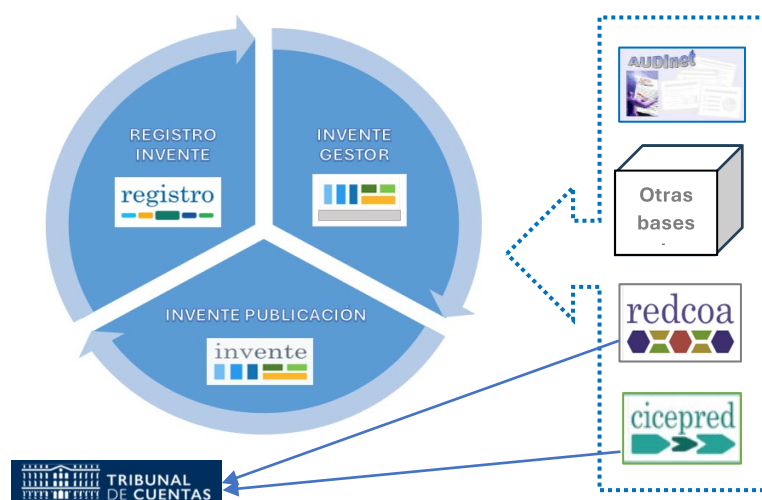 REGISTRO
INVENTE
registro
INVENTE
GESTOR
INVENTE PUBLICACIÓN
invente
AUDInet
Otras
bases
-
redcoa
cicepred
TRIBUNAL
DE CUENTAS